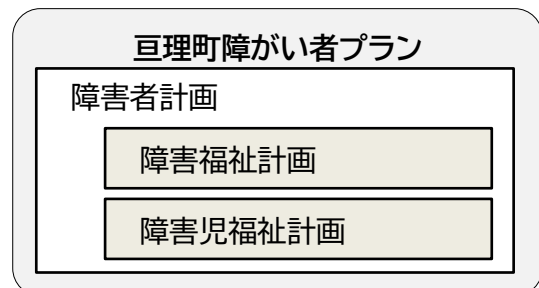 亘理町障がい者プラン
障害者計画
障害福祉計画
障害児福祉計画